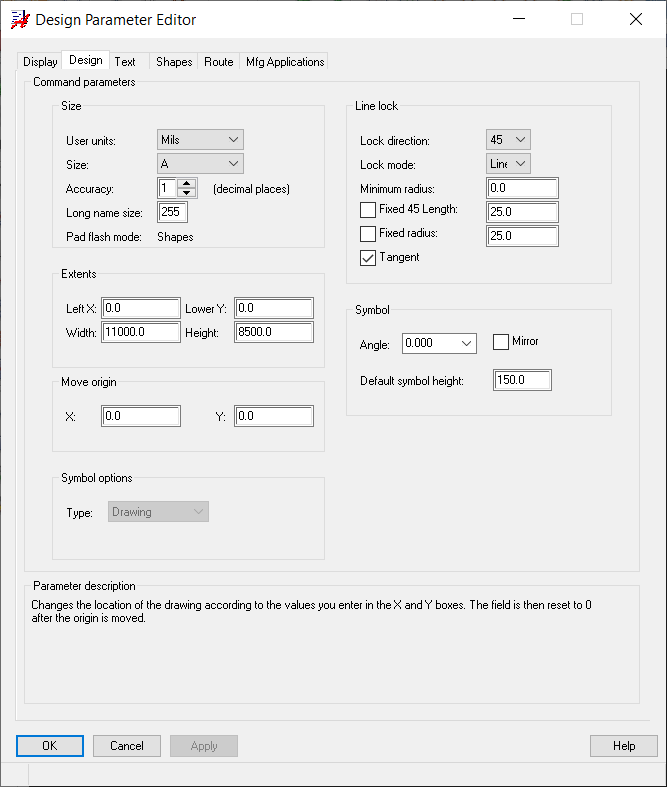 Design Parameter Editor
Display Design Text Shapes Route Mfg Applications
Command parameters
Size
User units: Mils
Size: A
Accuracy: 1 (decimal places)
Long name size: 255
Pad flash mode: Shapes
Extents
Left X: 0.0 Lower Y: 0.0
Width: 11000.0 Height: 8500.0
Move origin
X: 0.0 Y: 0.0
Symbol options
Type: Drawing
Line lock
Lock direction: 45
Lock mode: Line
Minimum radius: 0.0
Fixed 45 Length: 25.0
Fixed radius: 25.0
Tangent
Symbol
Angle: 0.000 Mirror
Default symbol height: 150.0
Parameter description
Changes the location of the drawing according to the values you enter in the X and Y boxes. The field is then reset to 0
after the origin is moved.
OK Cancel Apply Help